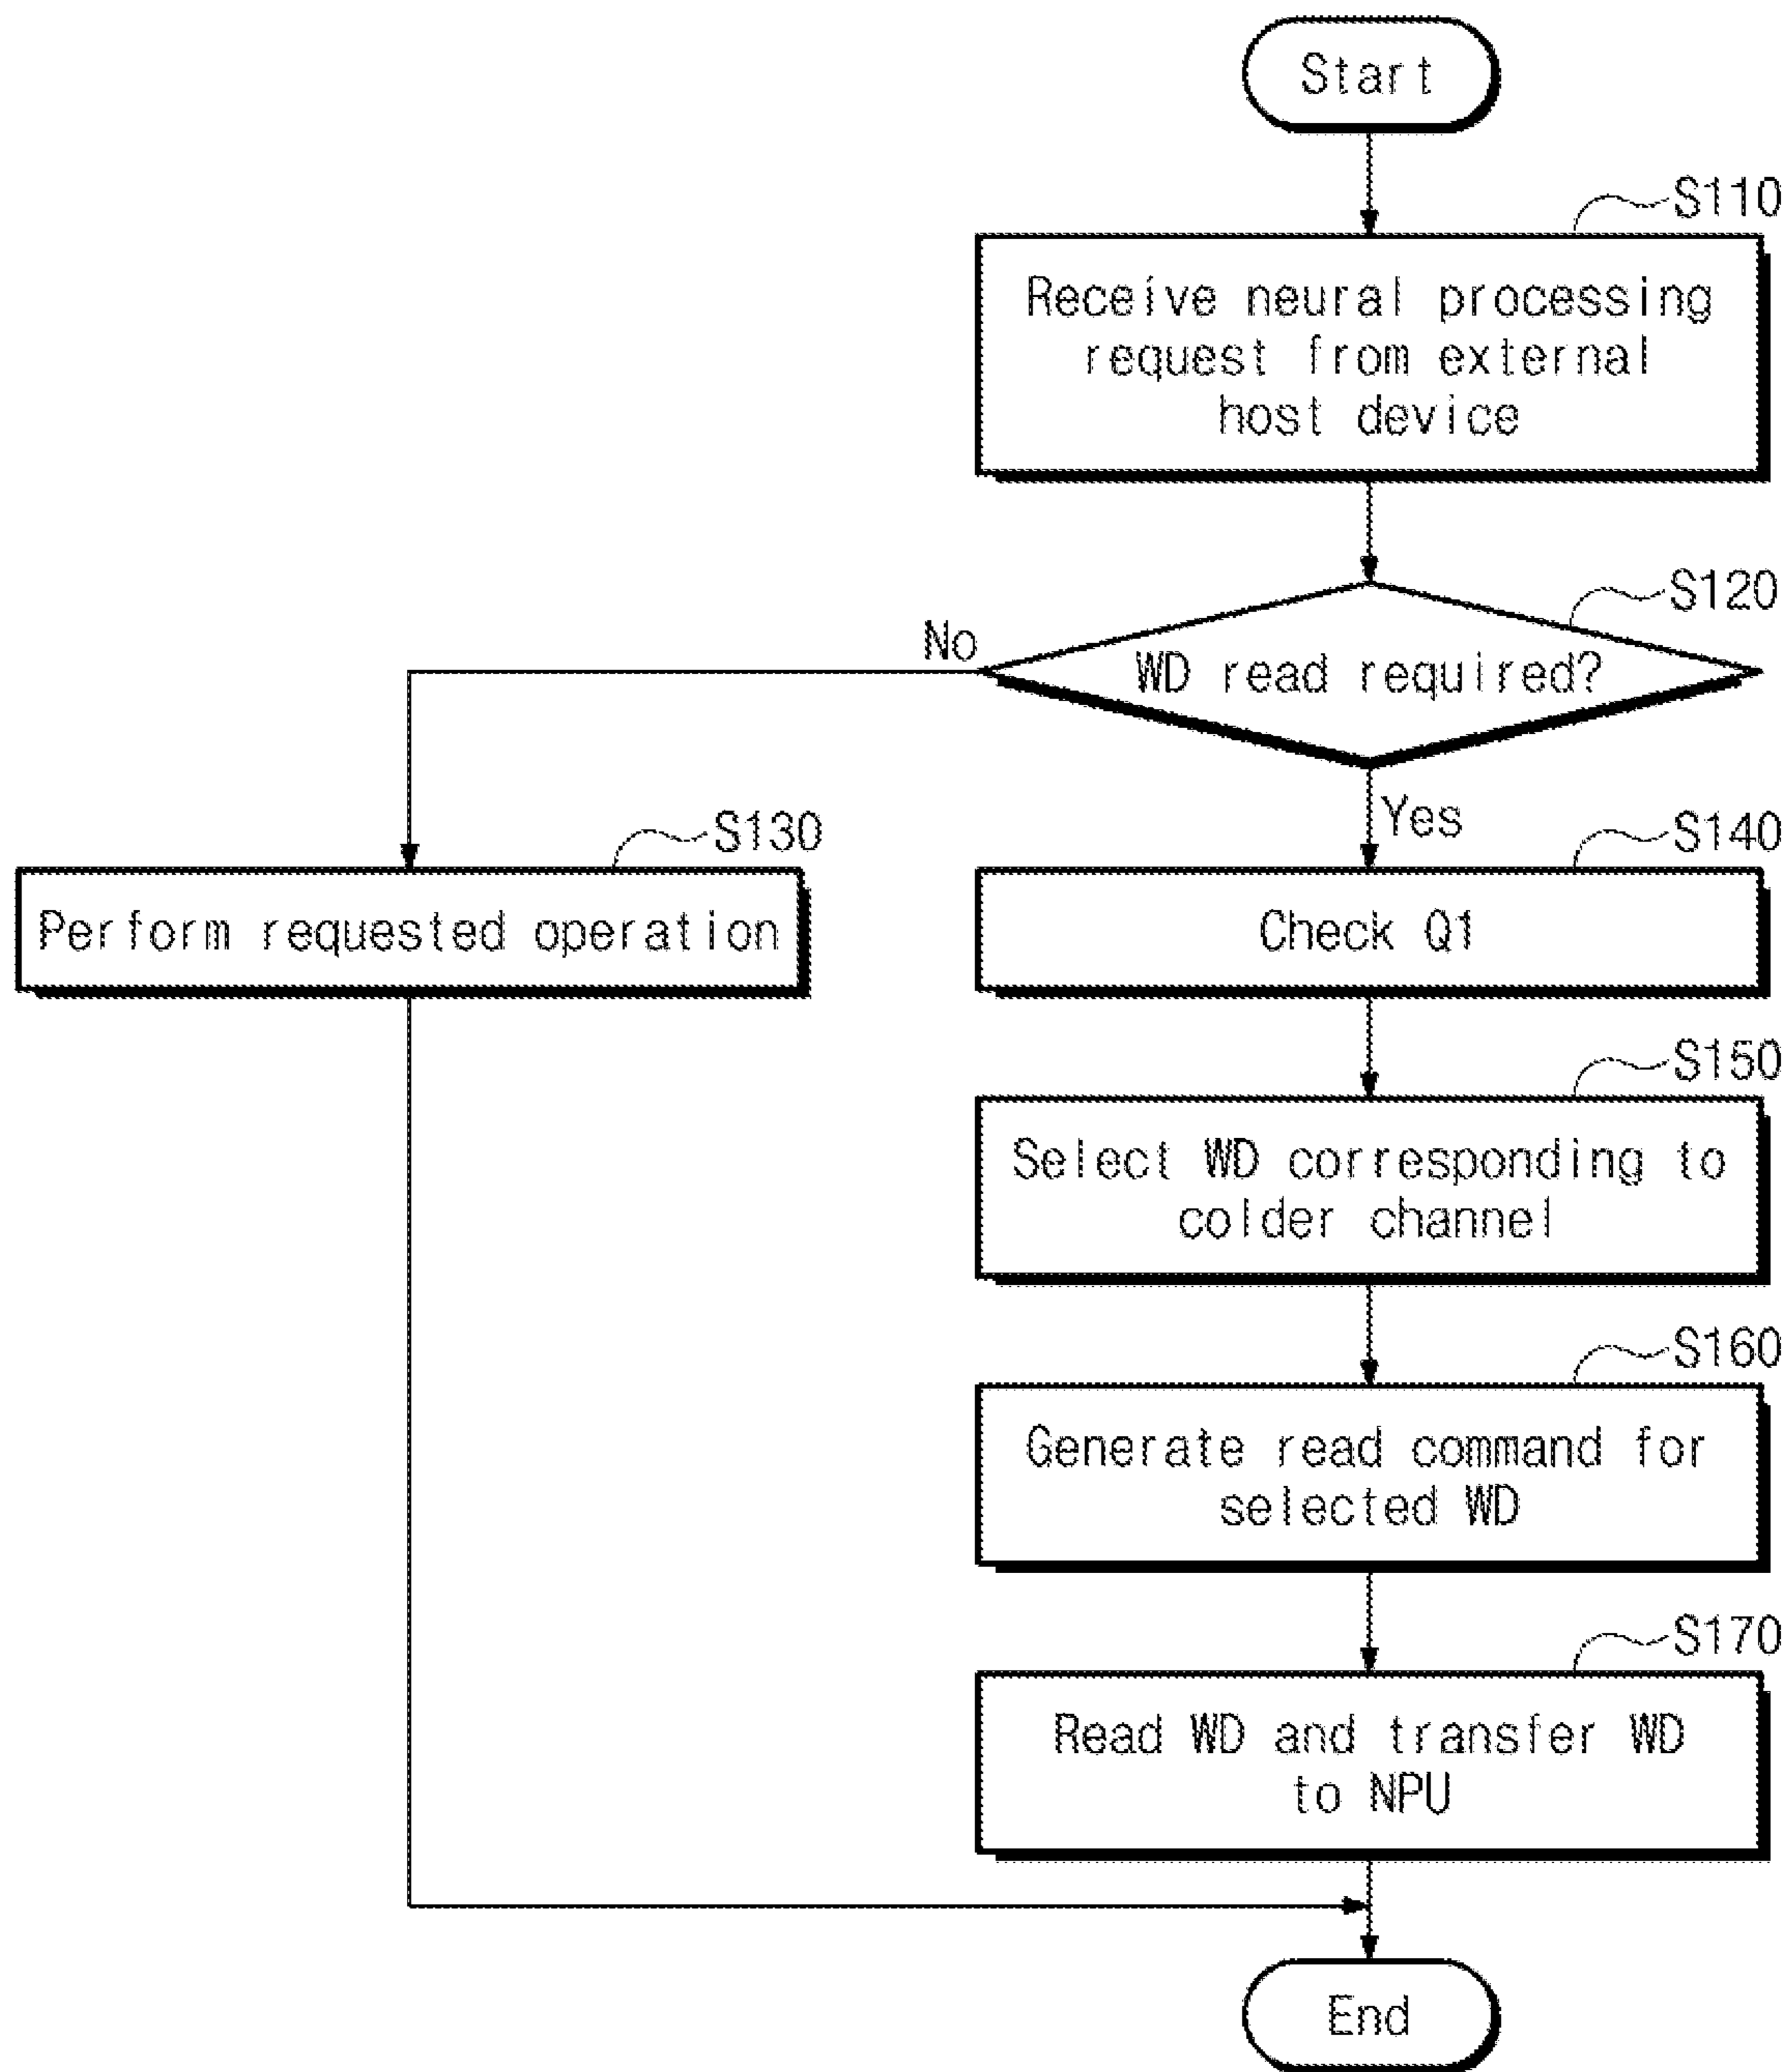 Start
S110
Receive neural processing
request from external
host device
S120
No
WD read required?
Yes
S130
S140
Perform requested operation
Check Q1
S150
Select WD corresponding to
colder channel
S160
Generate read command for
selected WD
S170
Read WD and transfer WD
to NPU
End